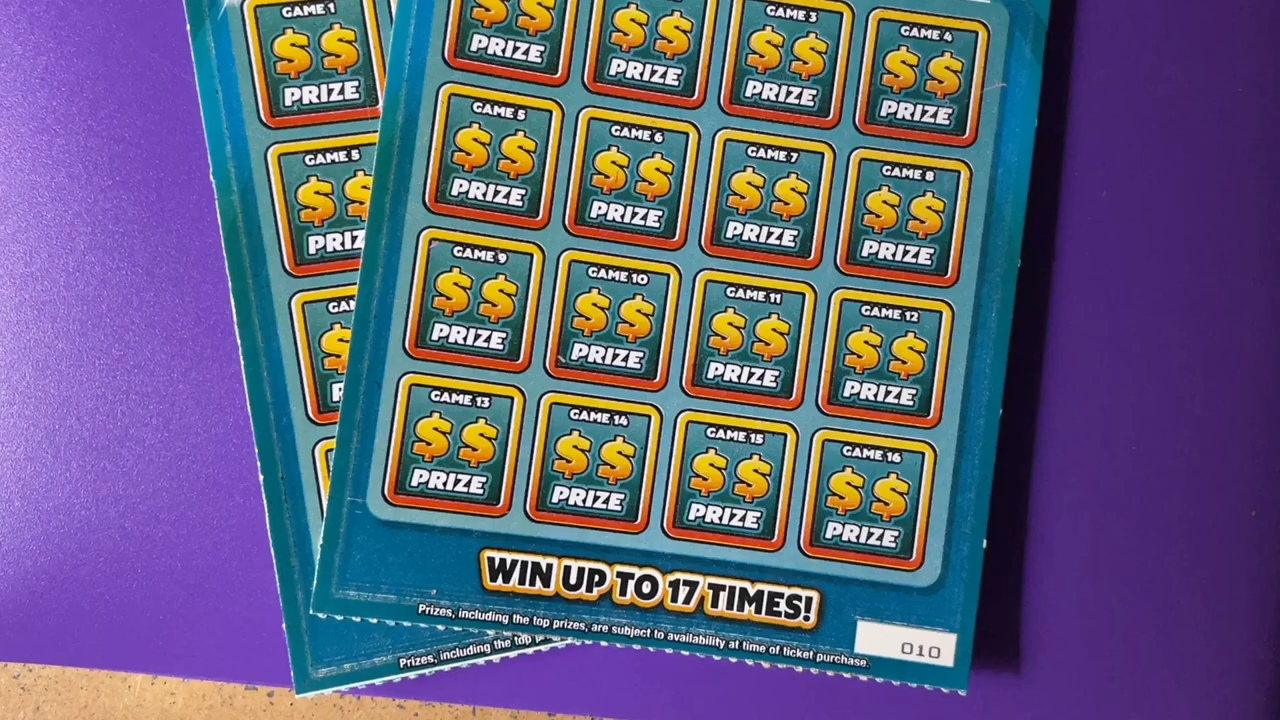 GAME 1
$$
PRIZE
GAME 5
$$
$$
PRIZE
$$
PRIZE
GAME 3
$$
PRIZE
GAME 4
$$
PRIZE
GAME 5
$$
PRIZE
GAME 6
$$
PRIZE
GAME 7
$$
PRIZE
GAME 8
$$
PRIZE
GAME 9
$$
PRIZE
GAME 10
$$
PRIZE
GAME 11
$$
PRIZE
GAME 12
$$
PRIZE
GAME 13
$$
PRIZE
GAME 14
$$
PRIZE
GAME 15
$$
PRIZE
GAME 16
$$
PRIZE
WIN UP TO 17 TIMES!
Prizes, including the top prizes, are subject to availability at time of ticket purchase.
010
Prizes, including the top